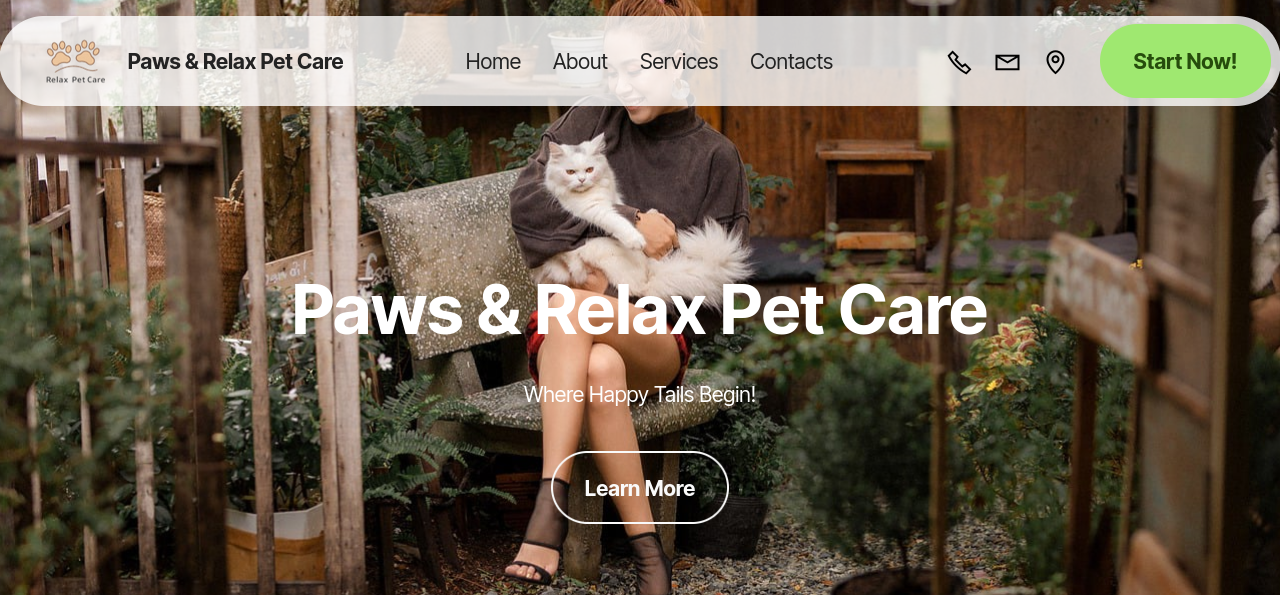 Relax Pet Care
Paws & Relax Pet Care
Home
About
Services
Contacts
Start Now!
Paws & Relax Pet Care
Where Happy Tails Begin!
Learn More